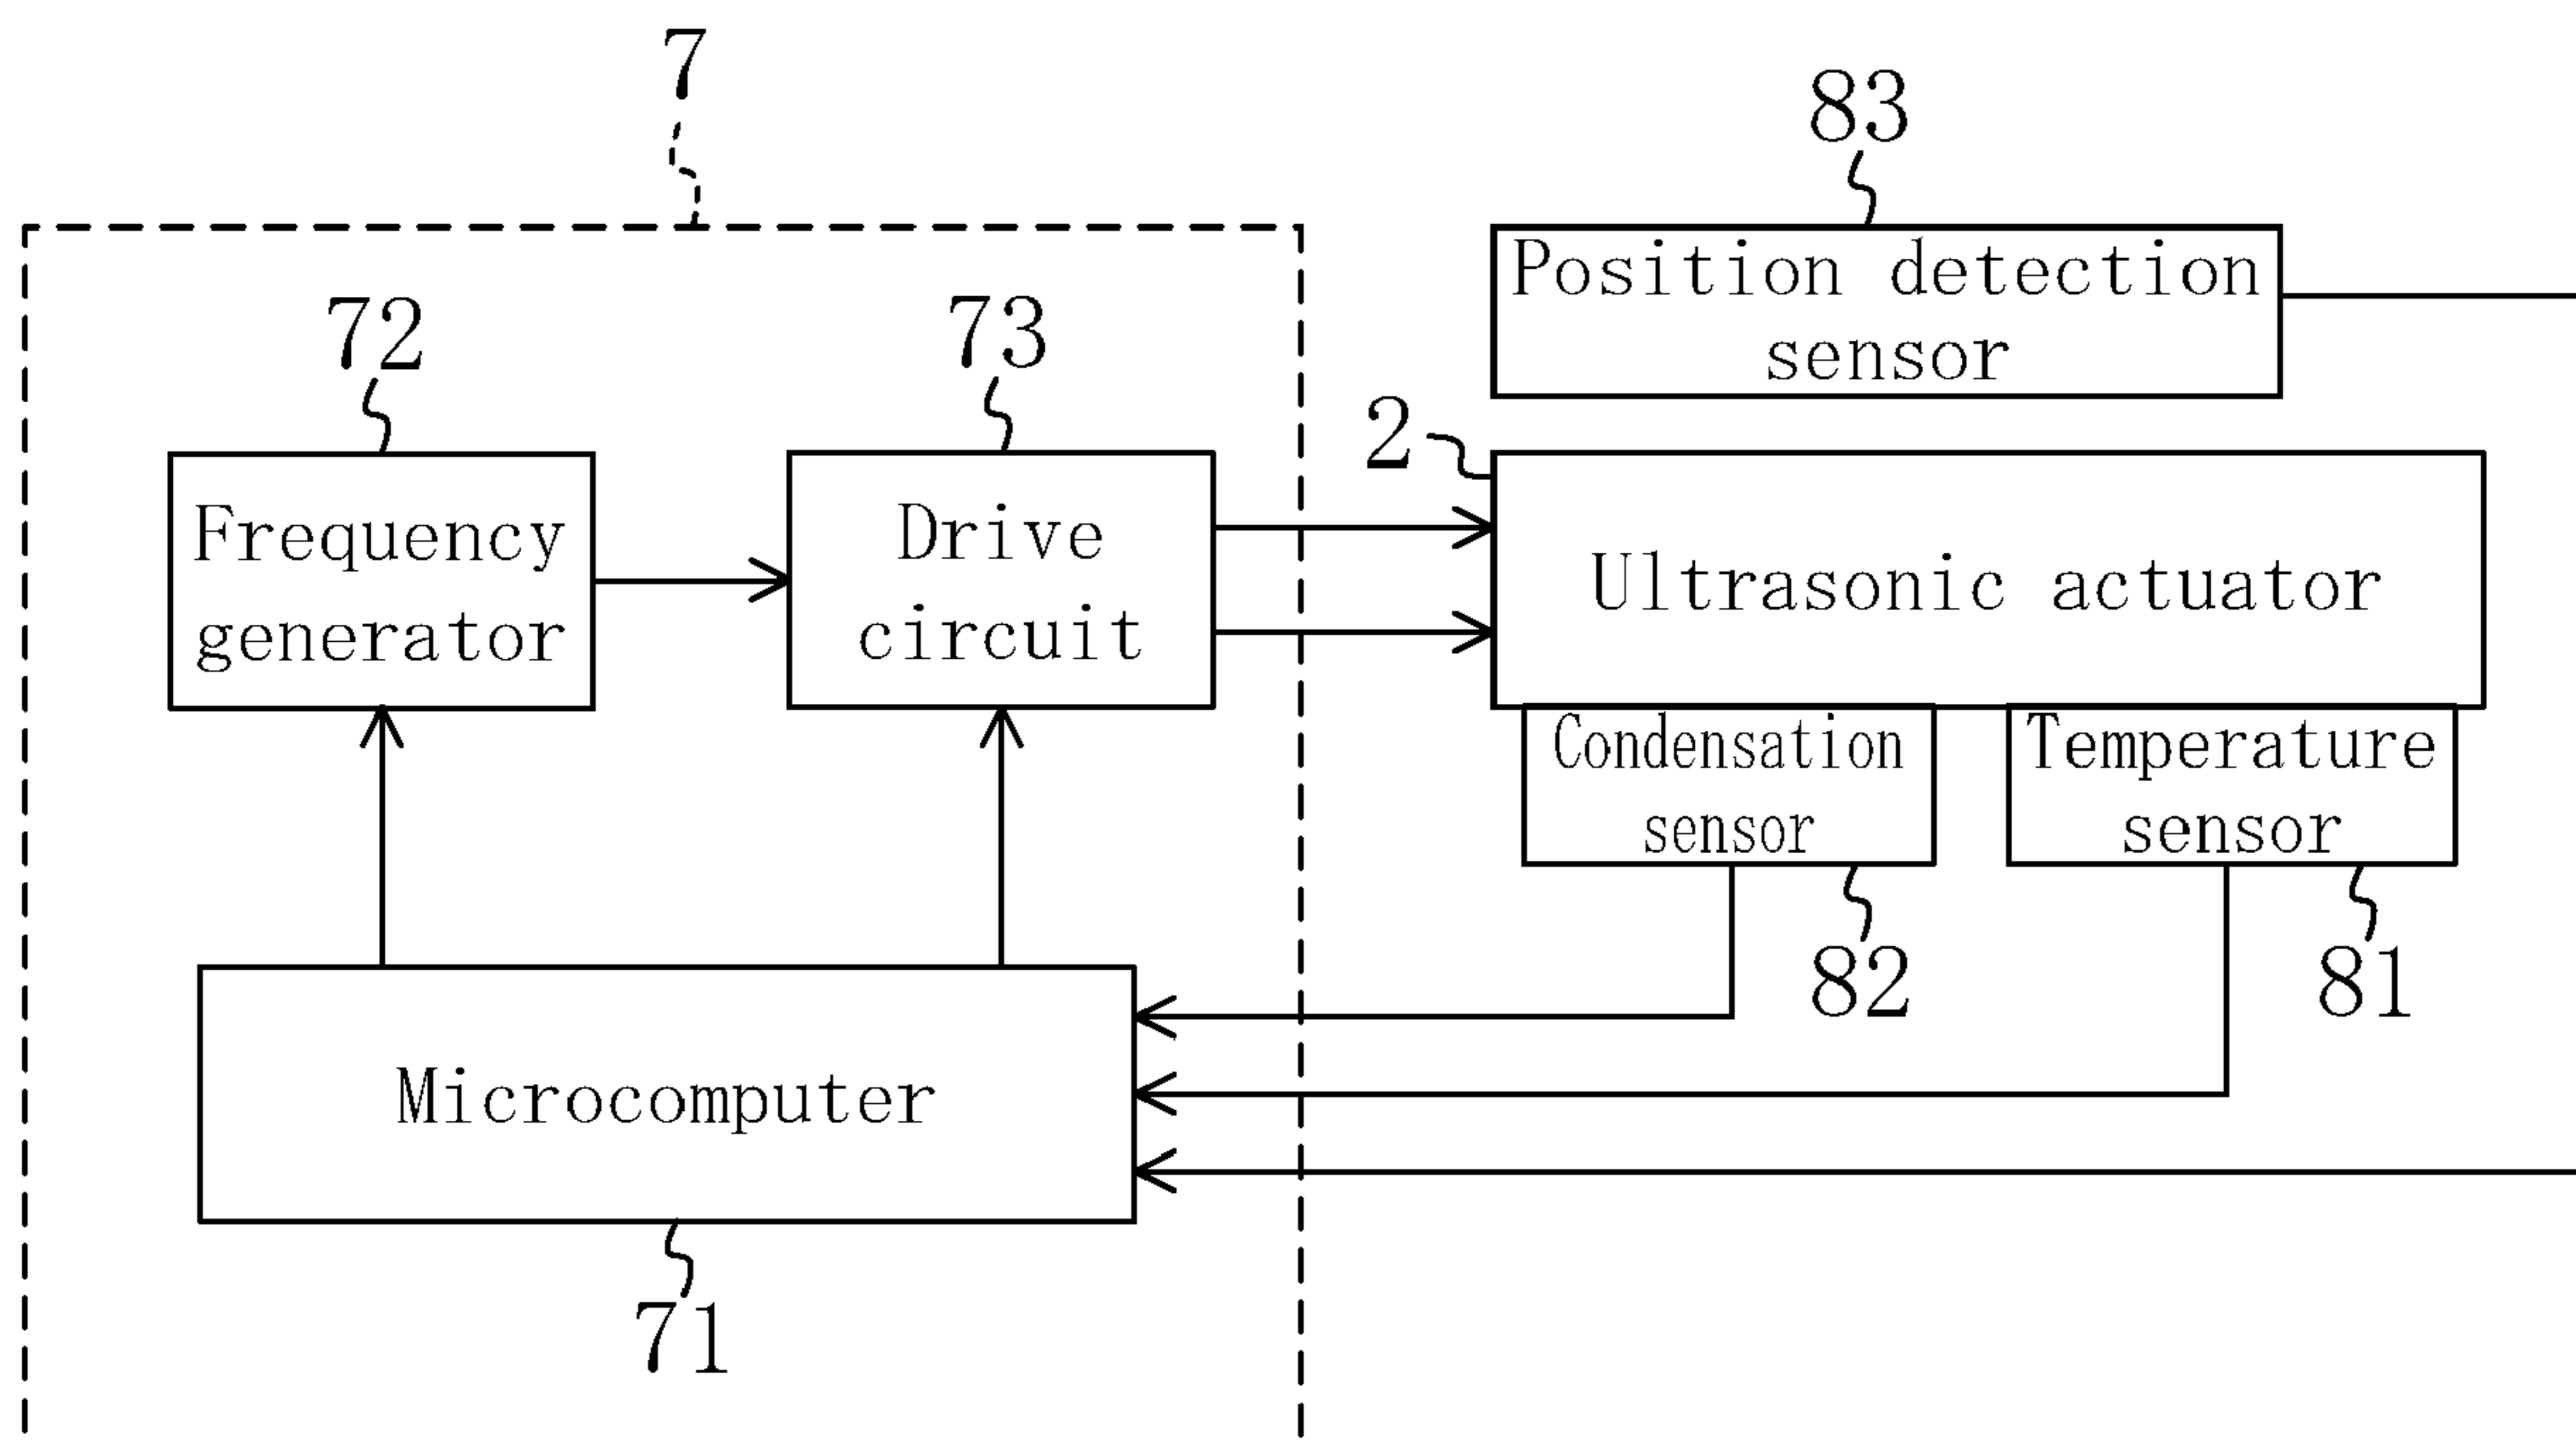 7
83
Position detection
sensor
72
73
2
Frequency
generator
Drive
circuit
Ultrasonic actuator
Condensation
sensor
Temperature
sensor
82
81
Microcomputer
71